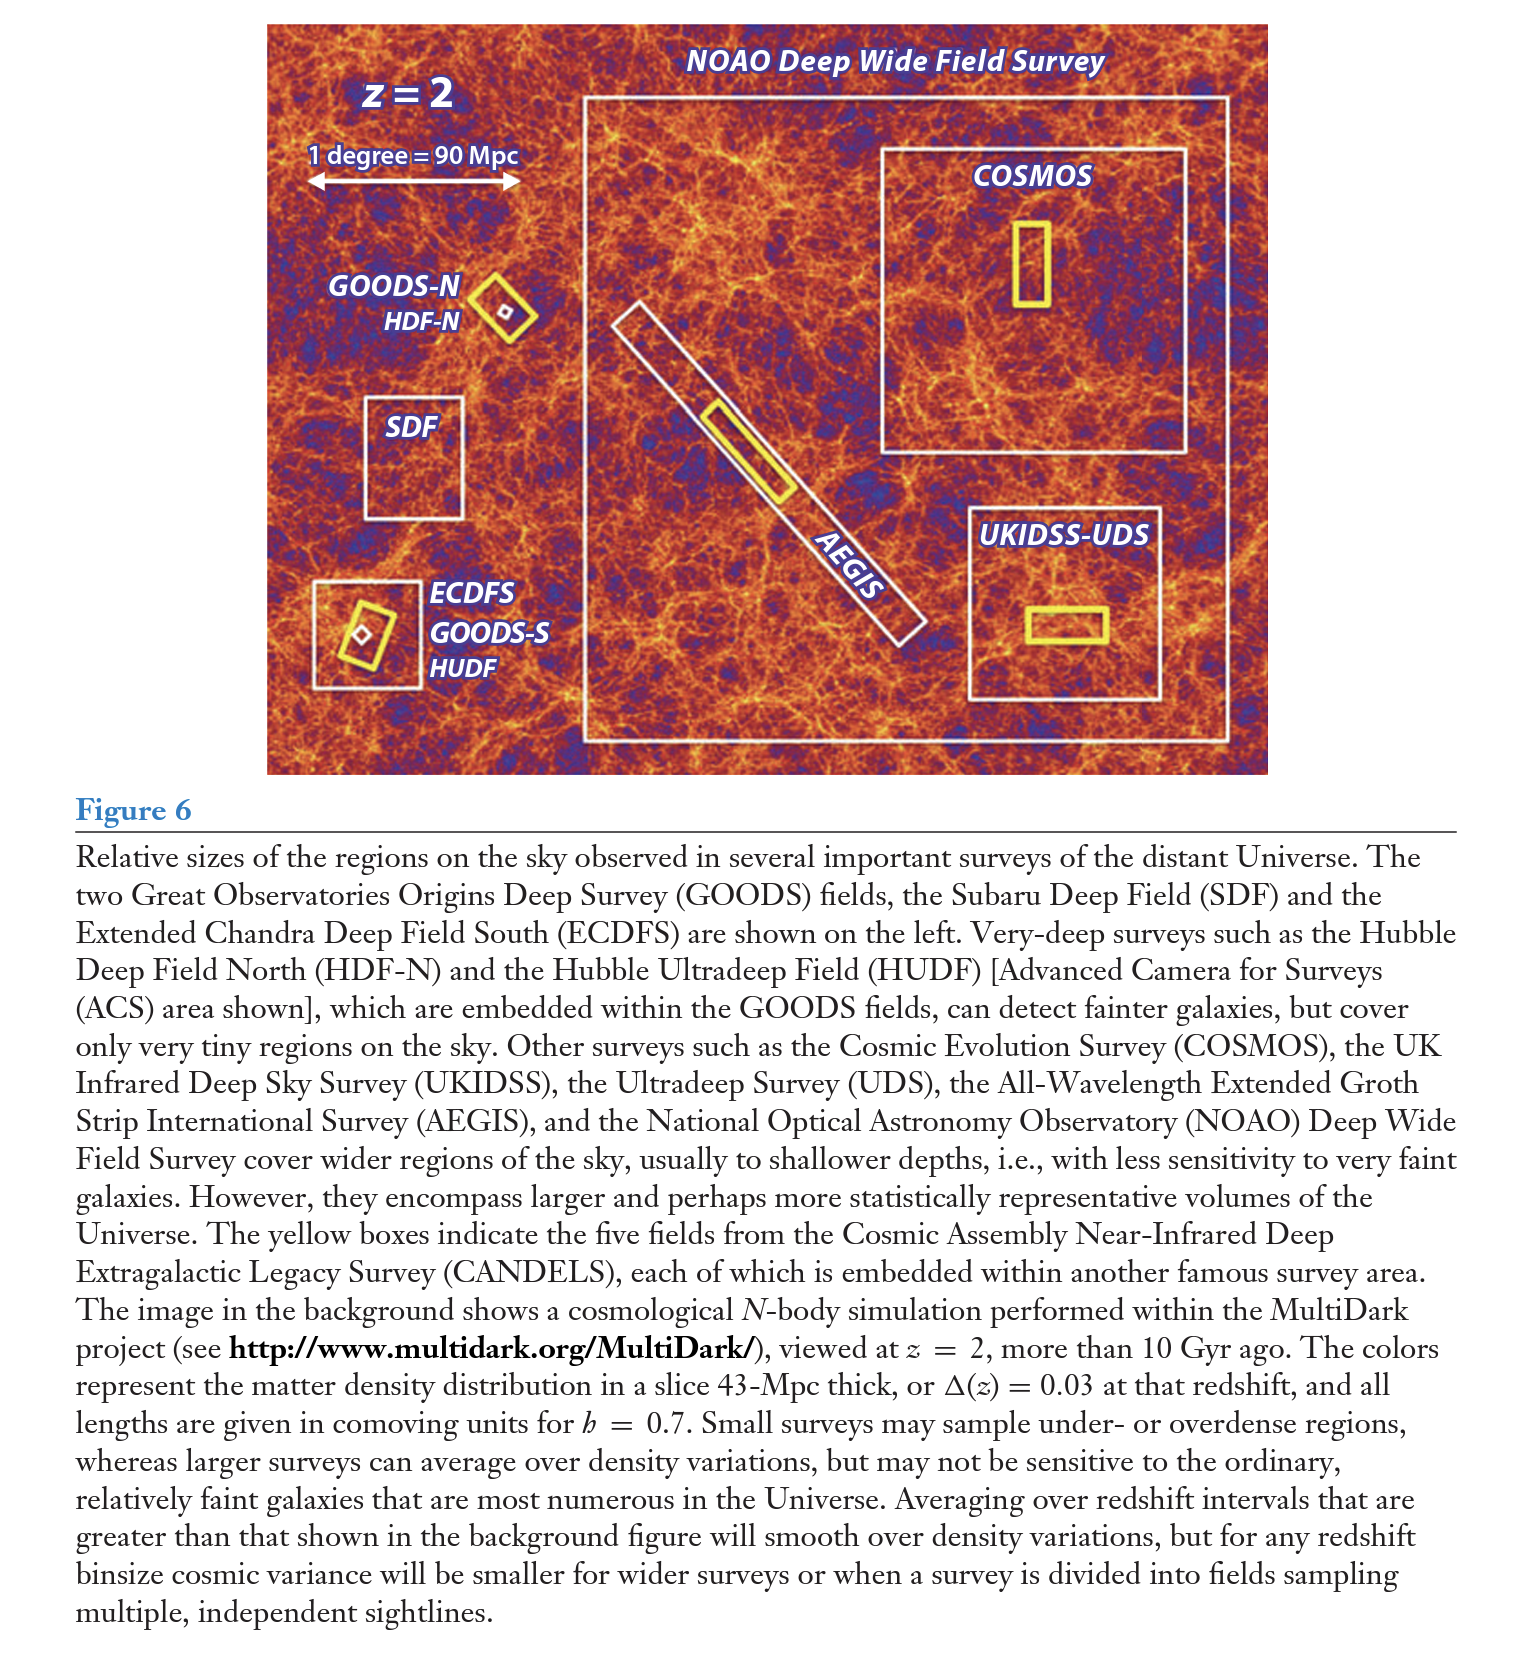 NOAO Deep Wide Field Survey
z = 2
1 degree = 90 Mpc
COSMOS
GOODS-N
HDF-N
SDF
AEGIS
UKIDSS-UDS
ECDFS
GOODS-S
HUDF
Figure 6
Relative sizes of the regions on the sky observed in several important surveys of the distant Universe. The
two Great Observatories Origins Deep Survey (GOODS) fields, the Subaru Deep Field (SDF) and the
Extended Chandra Deep Field South (ECDFS) are shown on the left. Very-deep surveys such as the Hubble
Deep Field North (HDF-N) and the Hubble Ultradeep Field (HUDF) [Advanced Camera for Surveys
(ACS) area shown], which are embedded within the GOODS fields, can detect fainter galaxies, but cover
only very tiny regions on the sky. Other surveys such as the Cosmic Evolution Survey (COSMOS), the UK
Infrared Deep Sky Survey (UKIDSS), the Ultradeep Survey (UDS), the All-Wavelength Extended Groth
Strip International Survey (AEGIS), and the National Optical Astronomy Observatory (NOAO) Deep Wide
Field Survey cover wider regions of the sky, usually to shallower depths, i.e., with less sensitivity to very faint
galaxies. However, they encompass larger and perhaps more statistically representative volumes of the
Universe. The yellow boxes indicate the five fields from the Cosmic Assembly Near-Infrared Deep
Extragalactic Legacy Survey (CANDELS), each of which is embedded within another famous survey area.
The image in the background shows a cosmological N-body simulation performed within the MultiDark
project (see http://www.multidark.org/MultiDark/), viewed at z = 2, more than 10 Gyr ago. The colors
represent the matter density distribution in a slice 43-Mpc thick, or Δ(z) = 0.03 at that redshift, and all
lengths are given in comoving units for h = 0.7. Small surveys may sample under- or overdense regions,
whereas larger surveys can average over density variations, but may not be sensitive to the ordinary,
relatively faint galaxies that are most numerous in the Universe. Averaging over redshift intervals that are
greater than that shown in the background figure will smooth over density variations, but for any redshift
binsize cosmic variance will be smaller for wider surveys or when a survey is divided into fields sampling
multiple, independent sightlines.